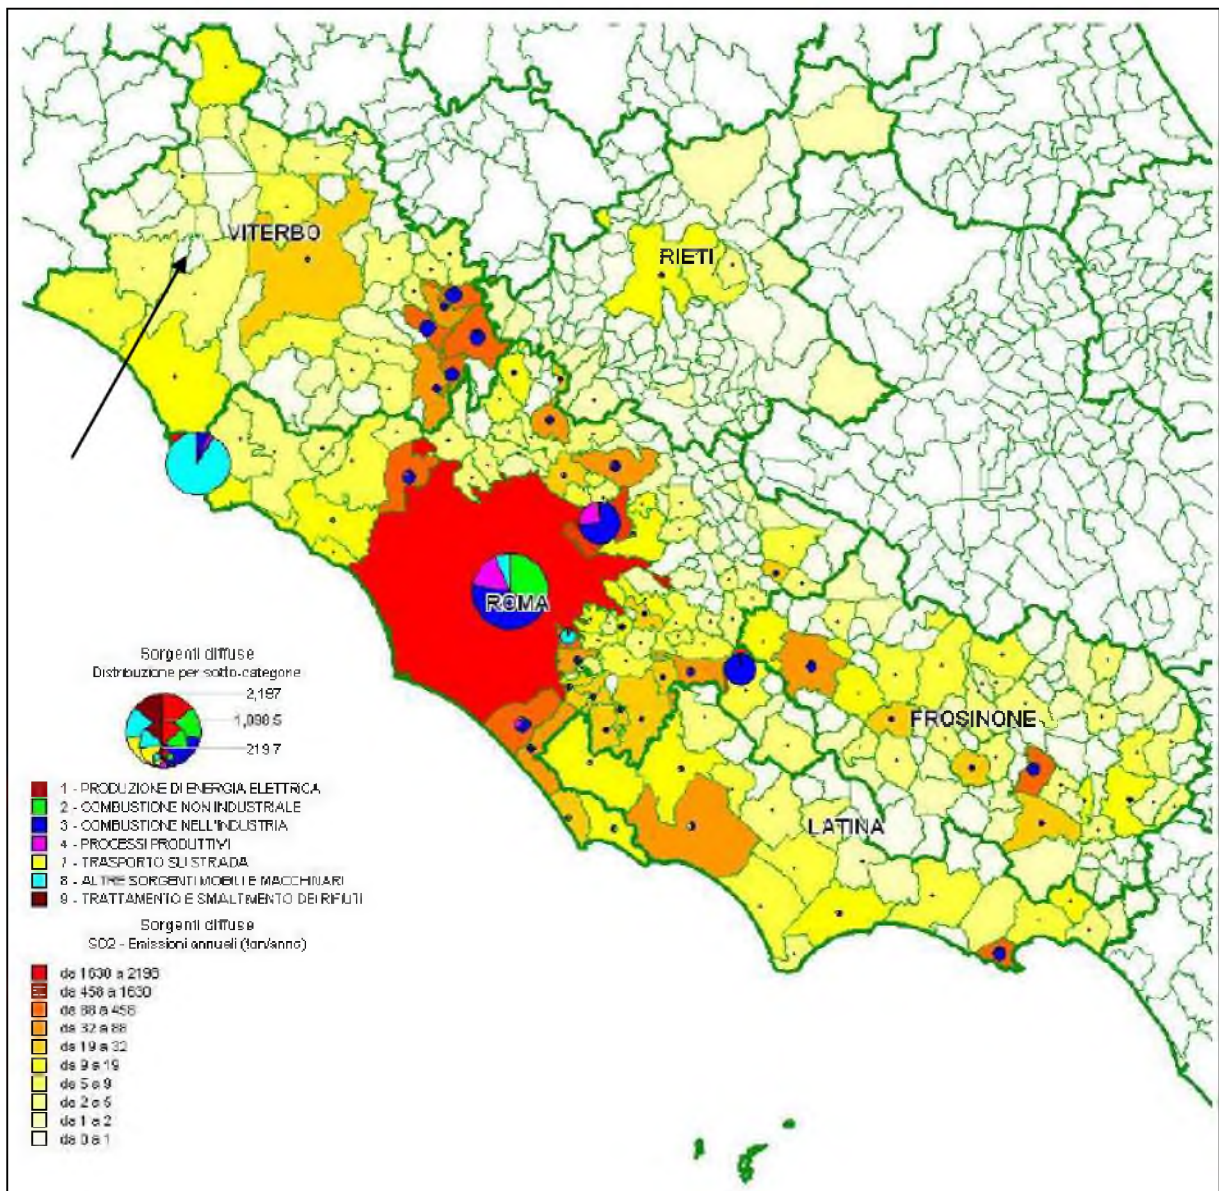 VITERBO
RIETI
ROMA
FROSINONE
LATINA
Sorgenti diffuse
Distribuzione per sotto-categorie
2,197
1,098.5
219.7
1 - PRODUZIONE DI ENERGIA ELETTRICA
2 - COMBUSTIONE NON INDUSTRIALE
3 - COMBUSTIONE NELL'INDUSTRIA
4 - PROCESSI PRODUTTIVI
7 - TRASPORTO SU STRADA
8 - ALTRE SORGENTI MOBILI E MACCHINARI
9 - TRATTAMENTO E SMALTIMENTO DEI RIFIUTI
Sorgenti diffuse
SO2 - Emissioni annuali (ton/anno)
da 1630 a 2198
da 458 a 1630
da 88 a 458
da 32 a 88
da 19 a 32
da 9 a 19
da 5 a 9
da 2 a 5
da 1 a 2
da 0 a 1